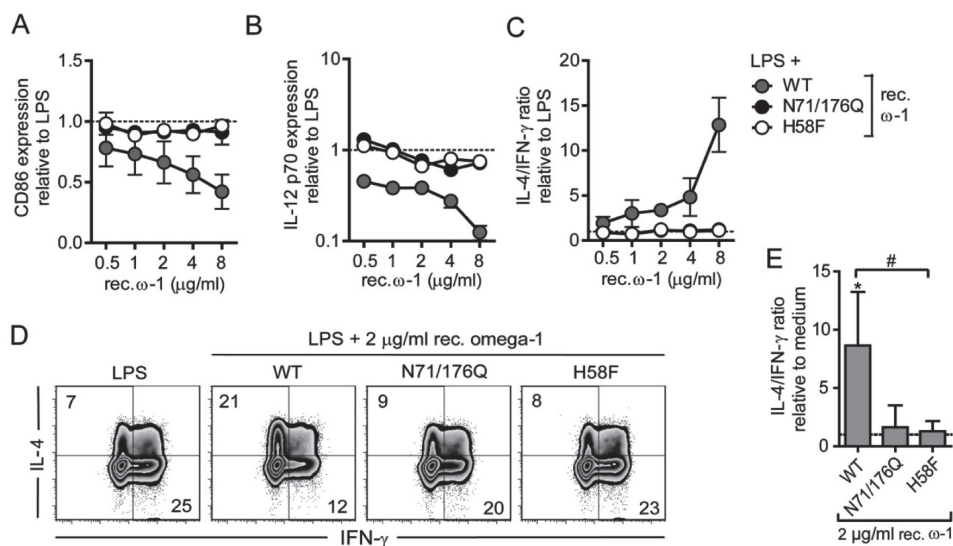 A
CD86 expression
relative to LPS
1.5
1.0
0.5
0.0
0.5 1 2 4 8
rec.ω-1 (μg/ml)
B
IL-12 p70 expression
relative to LPS
10
1
0.1
0.5 1 2 4 8
rec.ω-1 (μg/ml)
C
IL-4/IFN-γ ratio
relative to LPS
20
15
10
5
0
0.5 1 2 4 8
rec.ω-1 (μg/ml)
LPS +
WT
N71/176Q
H58F
rec.
ω-1
D
LPS + 2 μg/ml rec. omega-1
LPS WT N71/176Q H58F
IL-4
7 21 9 8
25 12 20 23
IFN-γ
E
IL-4/IFN-γ ratio
relative to medium
15
10
5
0
#
*
WT N71/176Q H58F
2 μg/ml rec. ω-1